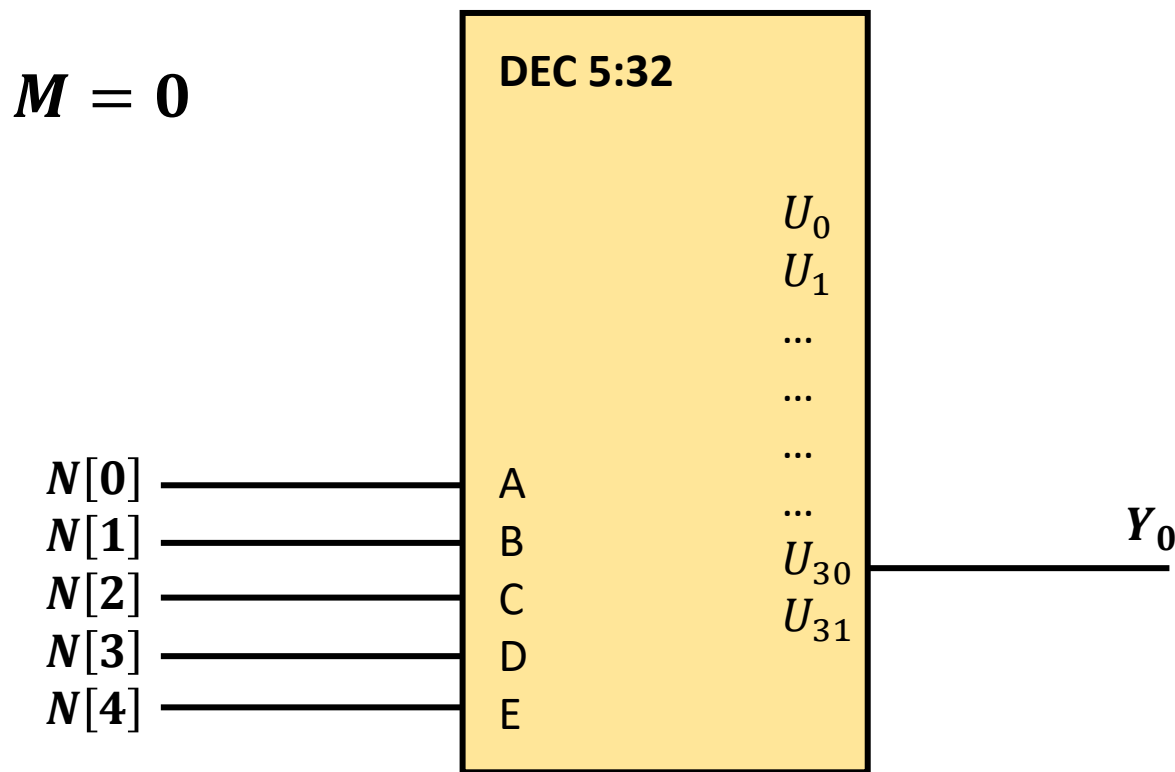 M = 0
DEC 5:32
U₀
U₁
...
...
...
...
U₃₀
U₃₁
N[0]
N[1]
N[2]
N[3]
N[4]
A
B
C
D
E
Y₀